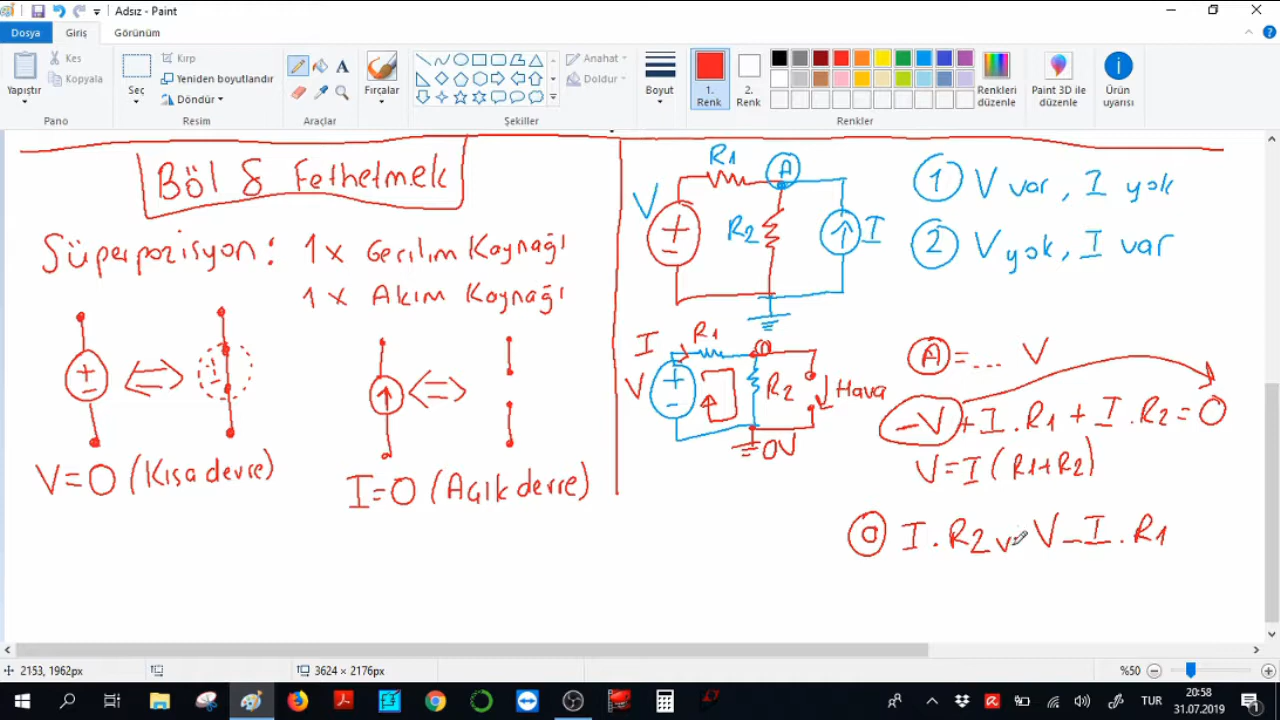 Adsız - Paint
Dosya
Giriş
Görünüm
Yapıştır
Kes
Kopyala
Pano
Seç
Kırp
Yeniden boyutlandır
Döndür
Resim
A
Araçlar
Fırçalar
Şekiller
Anahat
Doldur
Boyut
1. Renk
2. Renk
Renkler
Renkleri düzenle
Paint 3D ile düzenle
Ürün uyarısı
Böl & Fethetmek
Süperpozisyon: 1x Gerilim Kaynağı
1x Akım Kaynağı
V=0 (Kısa devre)
I=0 (Açık devre)
V
R1
A
R2
I
1 V var, I yok
2 V yok, I var
I
R1
V
R2
Hava
0V
A = ... V
-V + I.R1 + I.R2 = 0
V = I (R1+R2)
I.R2 V - I.R1
2153, 1962px
3624 × 2176px
%50
TUR
20:58
31.07.2019